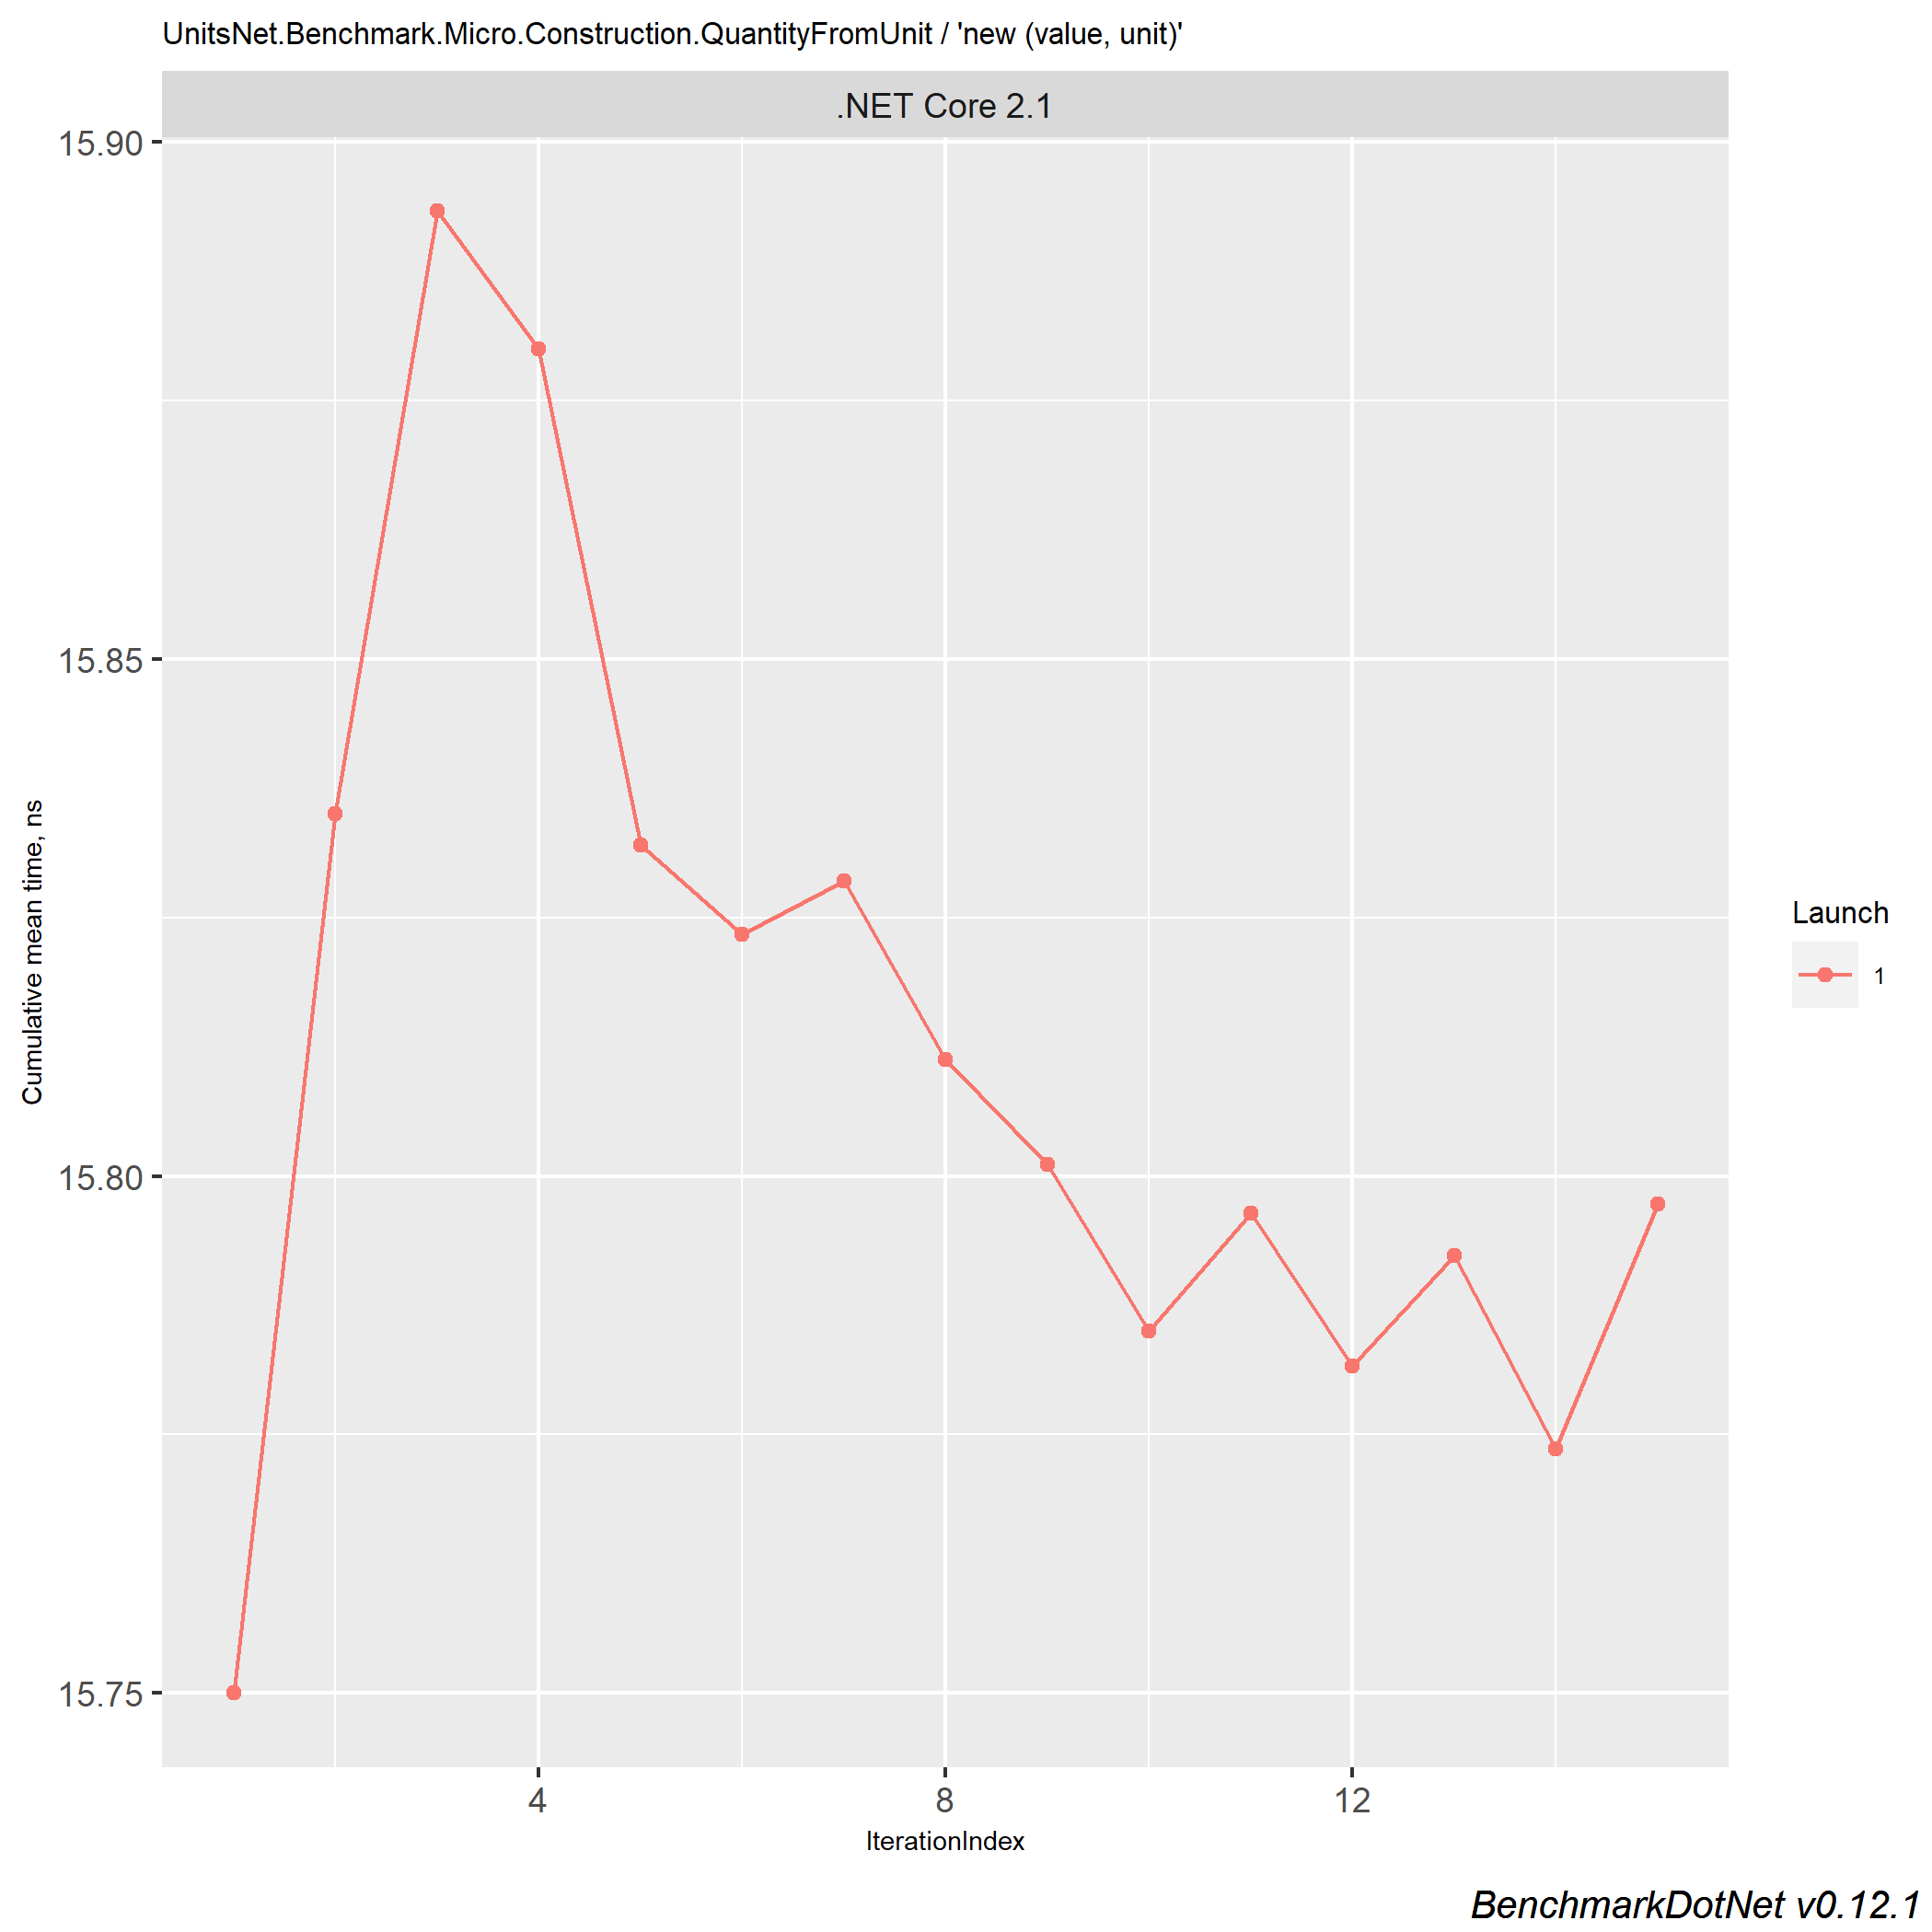 UnitsNet.Benchmark.Micro.Construction.QuantityFromUnit / 'new (value, unit)'
.NET Core 2.1
15.90
15.85
15.80
15.75
Cumulative mean time, ns
4
8
12
IterationIndex
Launch
1
BenchmarkDotNet v0.12.1